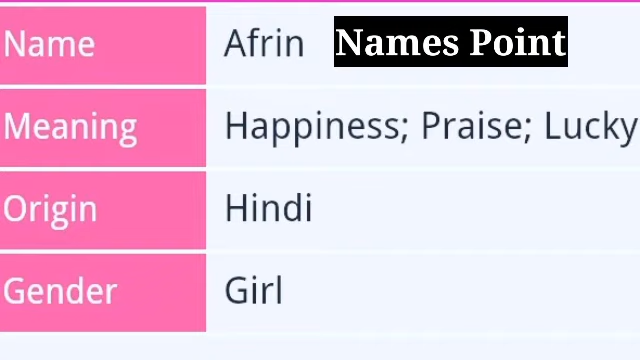 Name Afrin Names Point
Meaning Happiness; Praise; Lucky
Origin Hindi
Gender Girl